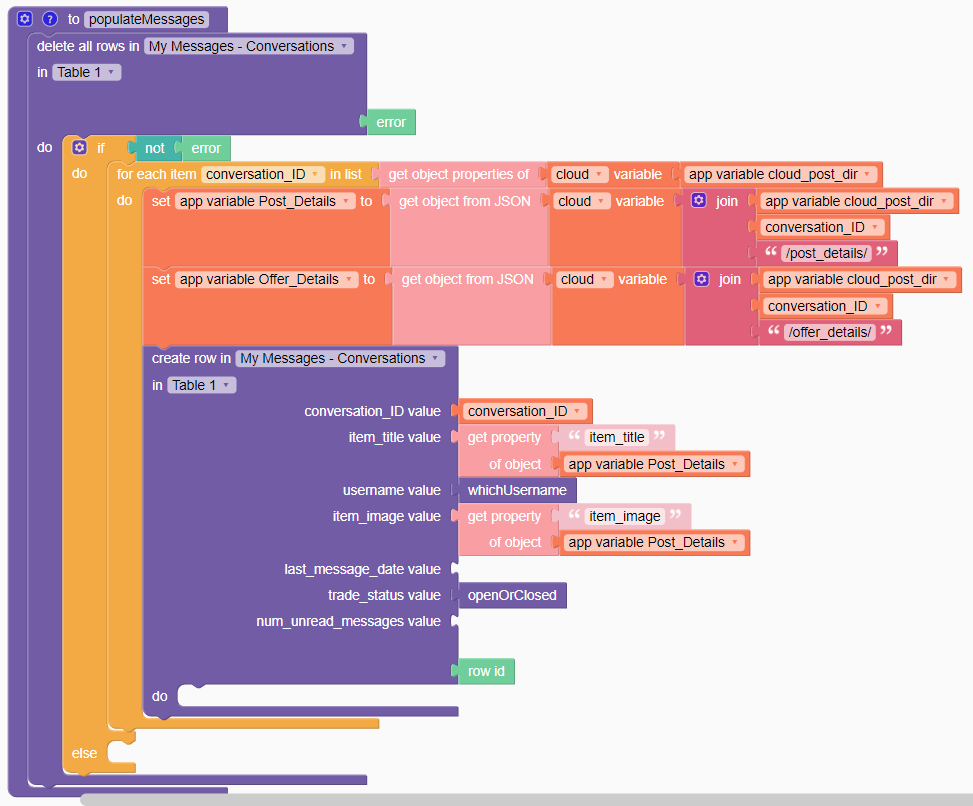 ? to populateMessages
delete all rows in My Messages - Conversations
in Table 1
error
do if not error
do for each item conversation_ID in list get object properties of cloud variable app variable cloud_post_dir
do set app variable Post_Details to get object from JSON cloud variable join app variable cloud_post_dir
conversation_ID
“ /post_details/ ”
set app variable Offer_Details to get object from JSON cloud variable join app variable cloud_post_dir
conversation_ID
“ /offer_details/ ”
create row in My Messages - Conversations
in Table 1
conversation_ID value conversation_ID
item_title value get property “ item_title ”
of object app variable Post_Details
username value whichUsername
item_image value get property “ item_image ”
of object app variable Post_Details
last_message_date value
trade_status value openOrClosed
num_unread_messages value
row id
do
else